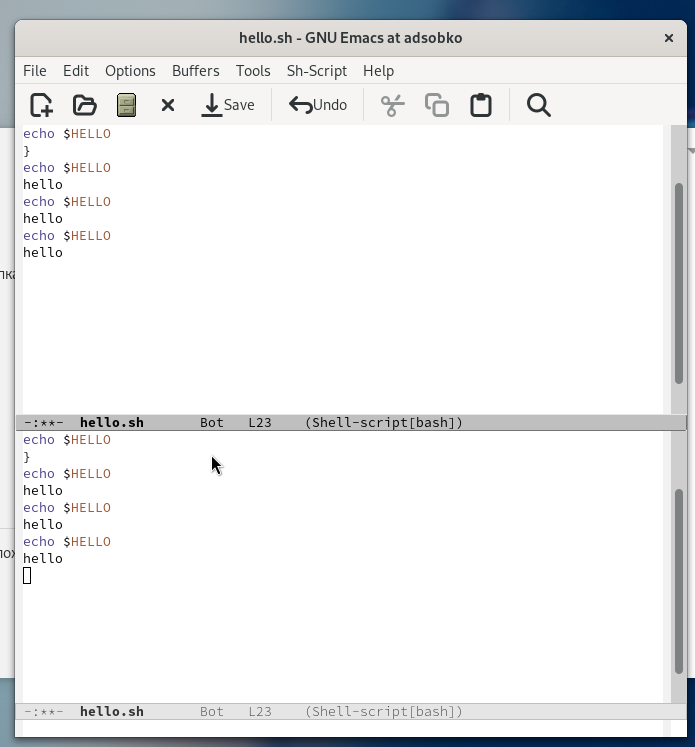 hello.sh - GNU Emacs at adsobko
File Edit Options Buffers Tools Sh-Script Help
Save Undo
echo $HELLO
}
echo $HELLO
hello
echo $HELLO
hello
echo $HELLO
hello
-:**- hello.sh Bot L23 (Shell-script[bash])
echo $HELLO
}
echo $HELLO
hello
echo $HELLO
hello
echo $HELLO
hello
-:**- hello.sh Bot L23 (Shell-script[bash])